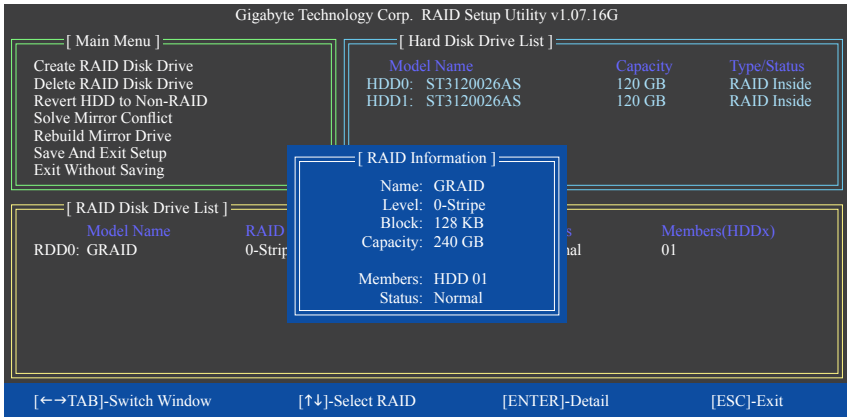 Gigabyte Technology Corp. RAID Setup Utility v1.07.16G
[ Main Menu ]
Create RAID Disk Drive
Delete RAID Disk Drive
Revert HDD to Non-RAID
Solve Mirror Conflict
Rebuild Mirror Drive
Save And Exit Setup
Exit Without Saving
[ Hard Disk Drive List ]
Model Name Capacity Type/Status
HDD0: ST3120026AS 120 GB RAID Inside
HDD1: ST3120026AS 120 GB RAID Inside
[ RAID Information ]
Name: GRAID
Level: 0-Stripe
Block: 128 KB
Capacity: 240 GB
Members: HDD 01
Status: Normal
[ RAID Disk Drive List ]
Model Name RAID Members(HDDx)
RDD0: GRAID 01
[←→TAB]-Switch Window [↑↓]-Select RAID [ENTER]-Detail [ESC]-Exit